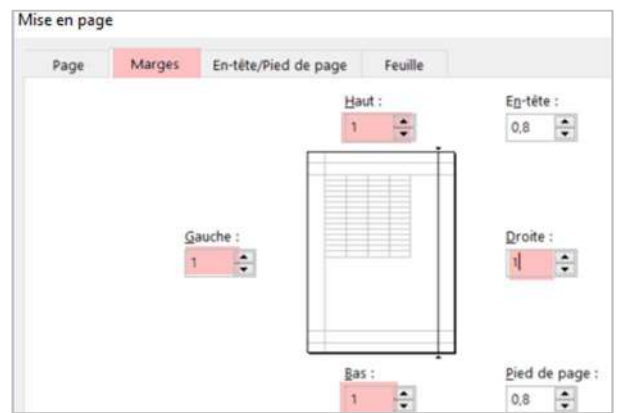 Mise en page
Page Marges En-tête/Pied de page Feuille
Haut : En-tête :
1 0,8
Gauche : Droite :
1 1
Bas : Pied de page :
1 0,8